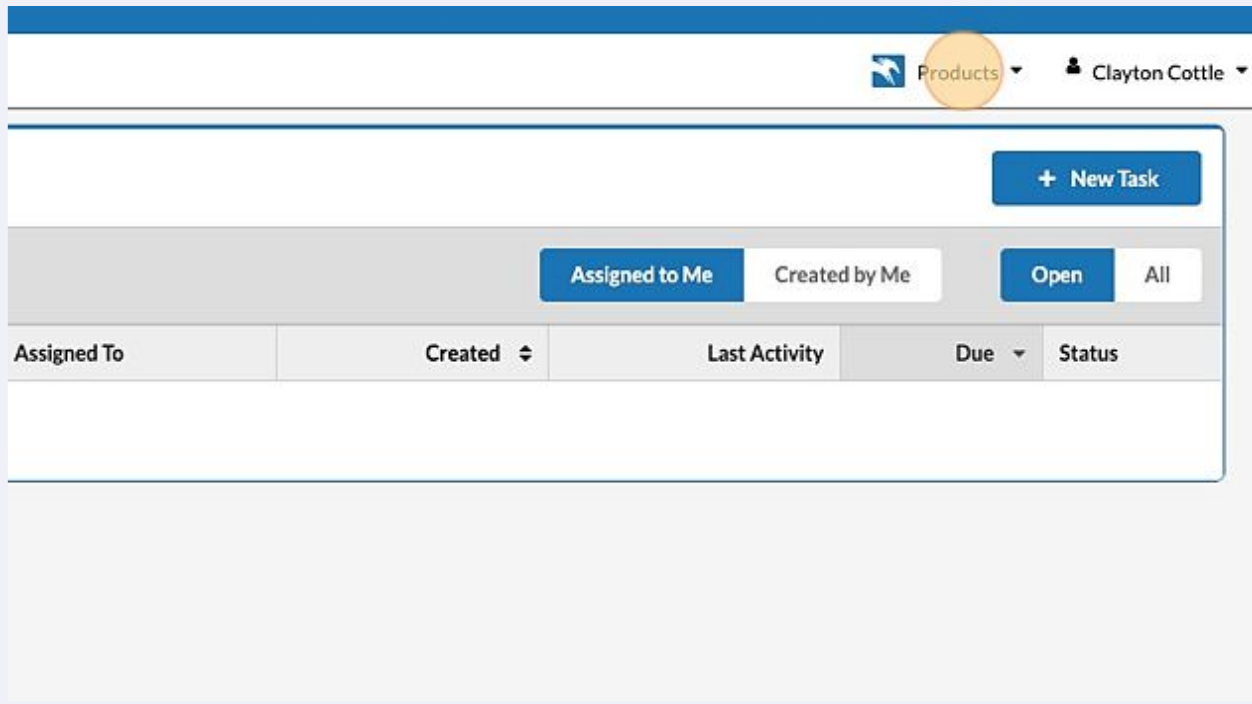 Products Clayton Cottle
+ New Task
Assigned to Me Created by Me Open All
Assigned To Created Last Activity Due Status